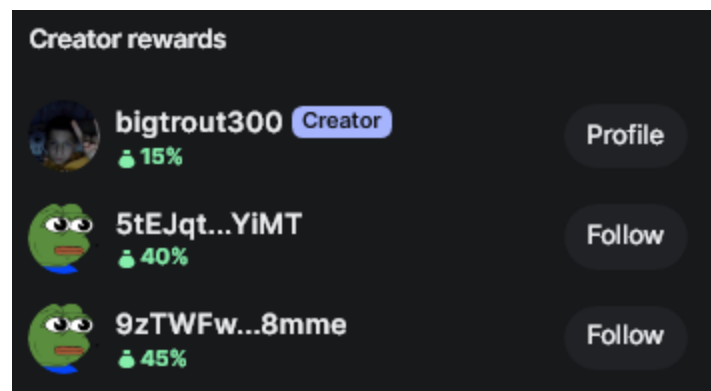 Creator rewards
bigtrout300 Creator
15%
Profile
5tEJqt...YiMT
40%
Follow
9zTWFw...8mme
45%
Follow